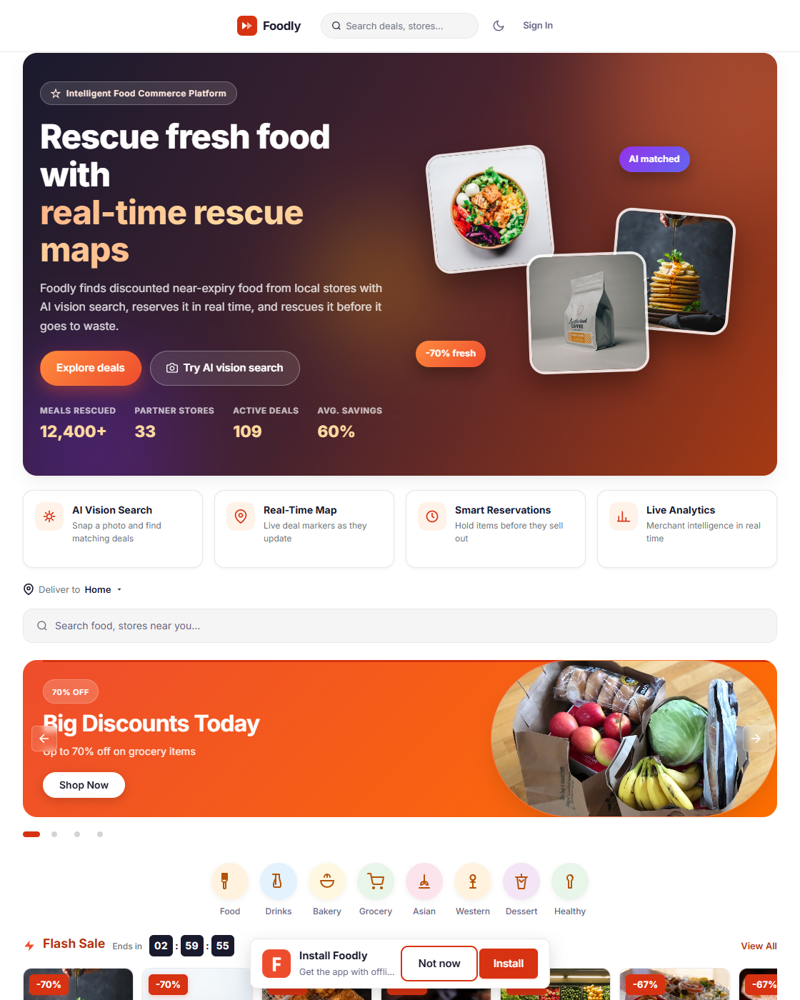 Foodly
Search deals, stores...
Sign In
Intelligent Food Commerce Platform
Rescue fresh food
with
real-time rescue
maps
Foodly finds discounted near-expiry food from local stores with
AI vision search, reserves it in real time, and rescues it before it
goes to waste.
Explore deals
Try AI vision search
MEALS RESCUED
12,400+
PARTNER STORES
33
ACTIVE DEALS
109
AVG. SAVINGS
60%
AI matched
COFFEE
-70% fresh
AI Vision Search
Snap a photo and find
matching deals
Real-Time Map
Live deal markers as they
update
Smart Reservations
Hold items before they sell
out
Live Analytics
Merchant intelligence in real
time
Deliver to Home
Search food, stores near you...
70% OFF
Big Discounts Today
Up to 70% off on grocery items
Shop Now
Food
Drinks
Bakery
Grocery
Asian
Western
Dessert
Healthy
Flash Sale
Ends in
02 : 59 : 55
View All
F
Install Foodly
Get the app with offli...
Not now
Install
-70%
-70%
-67%
-67%